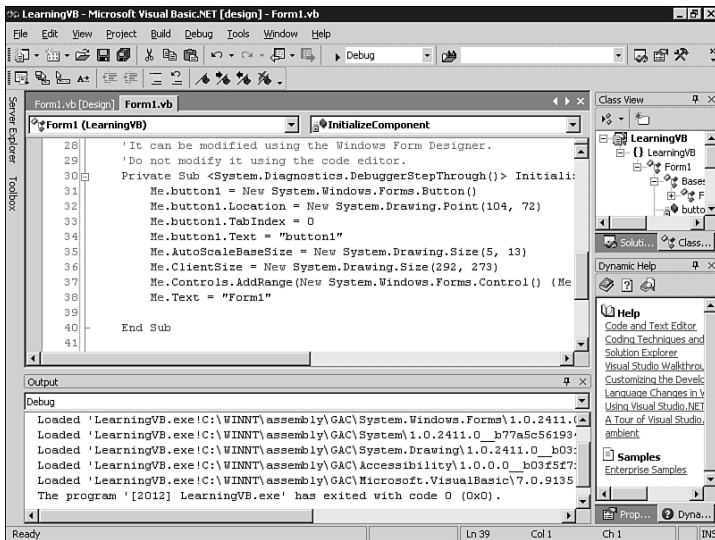 LearningVB - Microsoft Visual Basic.NET [design] - Form1.vb
File Edit View Project Build Debug Tools Window Help
Debug
Server Explorer
Toolbox
Form1.vb [Design] Form1.vb
Form1 (LearningVB) InitializeComponent
28 'It can be modified using the Windows Form Designer.
29 'Do not modify it using the code editor.
30 Private Sub <System.Diagnostics.DebuggerStepThrough()> Initiali
31 Me.button1 = New System.Windows.Forms.Button()
32 Me.button1.Location = New System.Drawing.Point(104, 72)
33 Me.button1.TabIndex = 0
34 Me.button1.Text = "button1"
35 Me.AutoScaleBaseSize = New System.Drawing.Size(5, 13)
36 Me.ClientSize = New System.Drawing.Size(292, 273)
37 Me.Controls.AddRange(New System.Windows.Forms.Control() {Me
38 Me.Text = "Form1"
39
40 End Sub
41
Output
Debug
Loaded 'LearningVB.exe!C:\WINNT\assembly\GAC\System.Windows.Forms\1.0.2411.
Loaded 'LearningVB.exe!C:\WINNT\assembly\GAC\System\1.0.2411.0__b77a5c56193
Loaded 'LearningVB.exe!C:\WINNT\assembly\GAC\System.Drawing\1.0.2411.0__b03
Loaded 'LearningVB.exe!C:\WINNT\assembly\GAC\Accessibility\1.0.0.0__b03f5f7
Loaded 'LearningVB.exe!C:\WINNT\assembly\GAC\Microsoft.VisualBasic\7.0.9135
The program '[2012] LearningVB.exe' has exited with code 0 (0x0).
Class View
LearningVB
{} LearningVB
Form1
Base
F
butto
Soluti... Class...
Dynamic Help
Help
Code and Text Editor
Coding Techniques and
Solution Explorer
Visual Studio Walkthrou
Customizing the Develo
Language Changes in V
Using Visual Studio.NET
A Tour of Visual Studio.
ambient
Samples
Enterprise Samples
Prop... Dyna...
Ready Ln 39 Col 1 Ch 1 INS